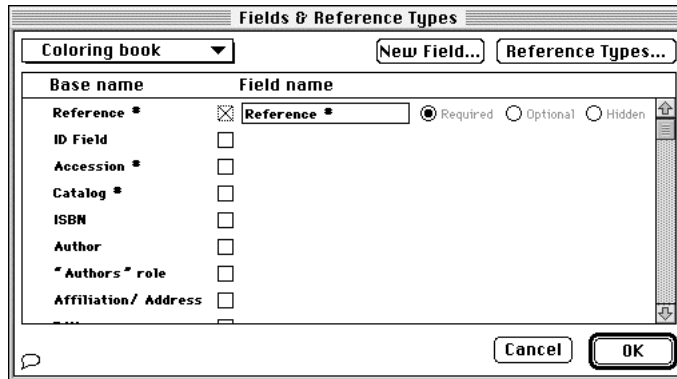 Fields & Reference Types
Coloring book New Field... Reference Types...
Base name Field name
Reference # Reference # Required Optional Hidden
ID Field
Accession #
Catalog #
ISBN
Author
"Authors" role
Affiliation/ Address
Cancel OK